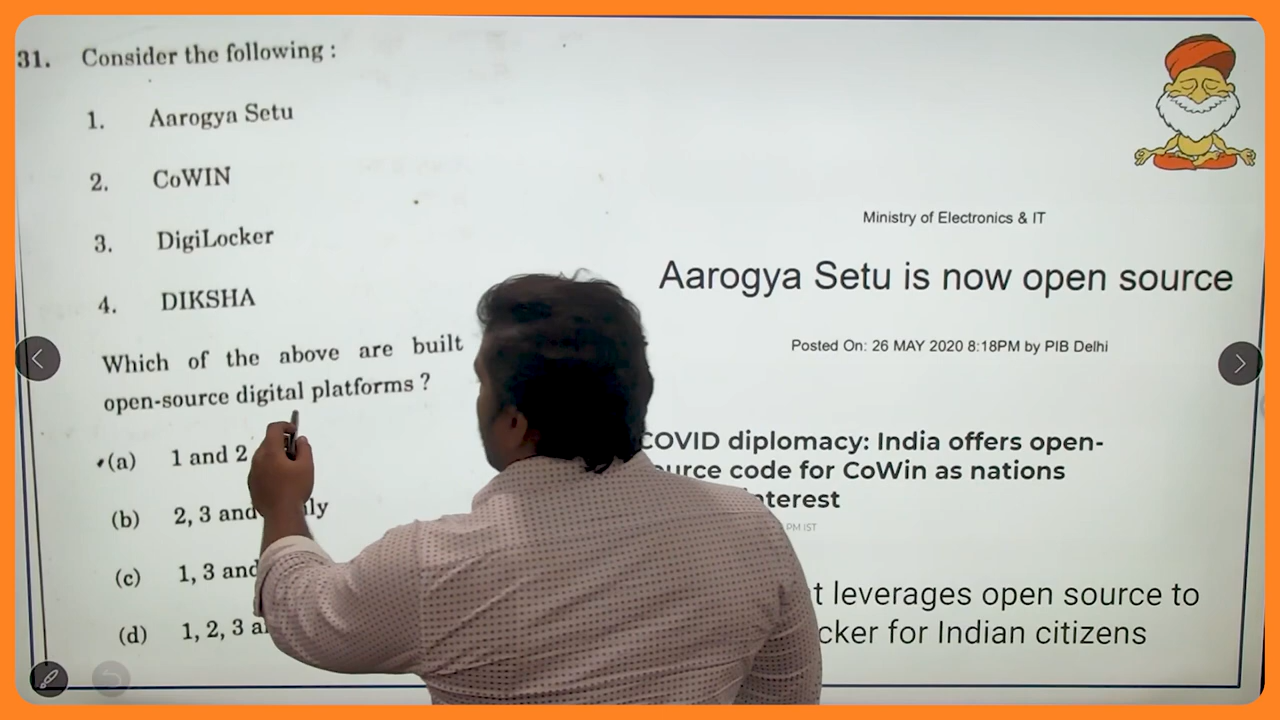 31. Consider the following :
1. Aarogya Setu
2. CoWIN
3. DigiLocker
4. DIKSHA
Which of the above are built
open-source digital platforms ?
(a) 1 and 2
(b) 2, 3 and
(c) 1, 3 and
(d) 1, 2, 3
Ministry of Electronics & IT
Aarogya Setu is now open source
Posted On: 26 MAY 2020 8:18PM by PIB Delhi
COVID diplomacy: India offers open-
code for CoWin as nations
PM IST
leverages open source to
for Indian citizens